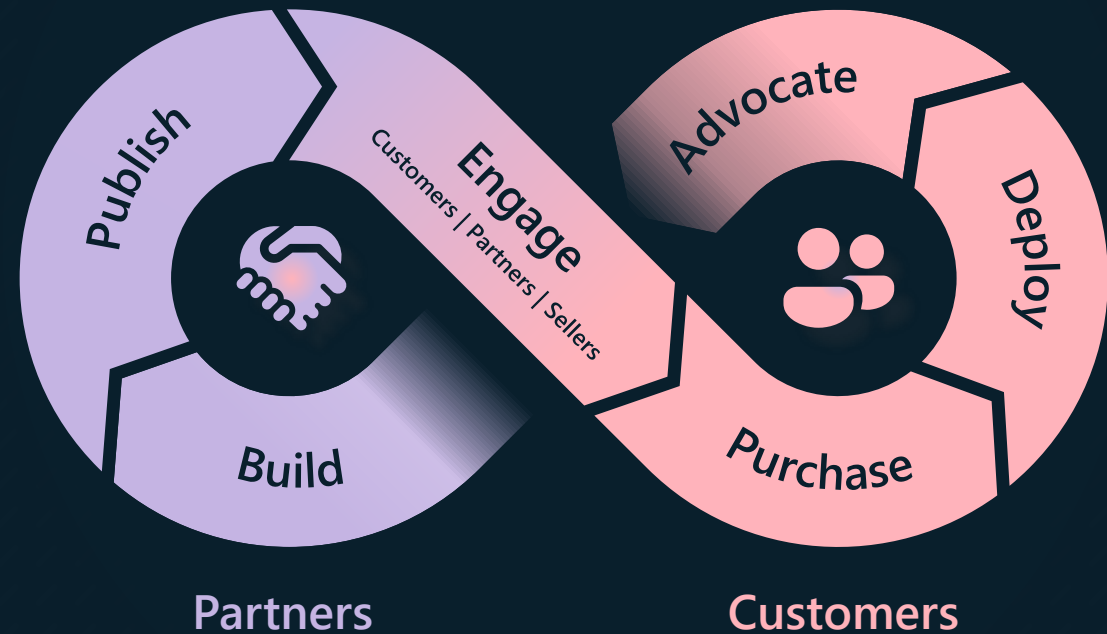 Publish
Engage
Customers | Partners | Sellers
Build
Advocate
Deploy
Purchase
Partners
Customers